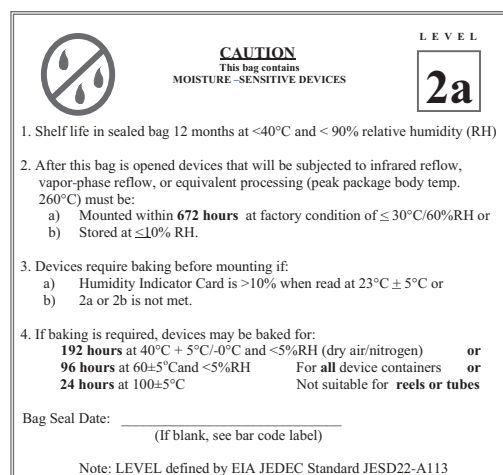 LEVEL
CAUTION
This bag contains
MOISTURE –SENSITIVE DEVICES
2a
1. Shelf life in sealed bag 12 months at <40°C and < 90% relative humidity (RH)
2. After this bag is opened devices that will be subjected to infrared reflow,
vapor-phase reflow, or equivalent processing (peak package body temp.
260°C) must be:
a) Mounted within 672 hours at factory condition of ≤ 30°C/60%RH or
b) Stored at ≤10% RH.
3. Devices require baking before mounting if:
a) Humidity Indicator Card is >10% when read at 23°C ± 5°C or
b) 2a or 2b is not met.
4. If baking is required, devices may be baked for:
192 hours at 40°C + 5°C/-0°C and <5%RH (dry air/nitrogen) or
96 hours at 60±5°Cand <5%RH For all device containers or
24 hours at 100±5°C Not suitable for reels or tubes
Bag Seal Date: ______________________________
(If blank, see bar code label)
Note: LEVEL defined by EIA JEDEC Standard JESD22-A113